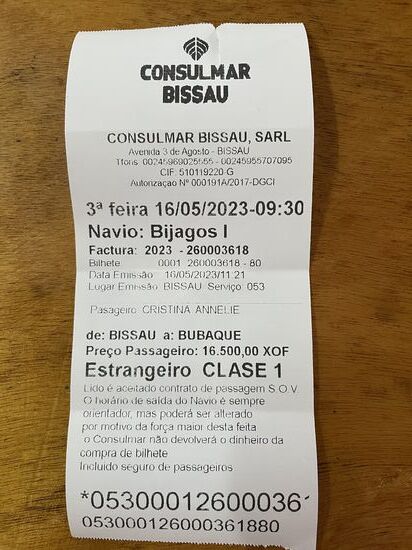 CONSULMAR
BISSAU
CONSULMAR BISSAU, SARL
Avenida 3 de Agosto - BISSAU
Tfons: 00245969025555 - 00245955707095
CIF: 510119220-G
Autorização Nº 000191A/2017-DGCI
3ª feira 16/05/2023-09:30
Navio: Bijagos I
Factura: 2023 - 260003618
Bilhete: 0001 260003618 - 80
Data Emissão: 16/05/2023/11:21
Lugar Emissão: BISSAU Serviço: 053
Pasageiro: CRISTINA ANNELIE
de: BISSAU a: BUBAQUE
Preço Passageiro: 16.500,00 XOF
Estrangeiro CLASE 1
Lido é aceitado contrato de passagem S.O.V.
O horário de saída do Navio é sempre
orientador, mas poderá ser alterado
por motivo da força maior desta feita
o Consulmar não devolverá o dinheiro da
compra de bilhete
Incluido seguro de passageiros
*05300012600036
053000126000361880